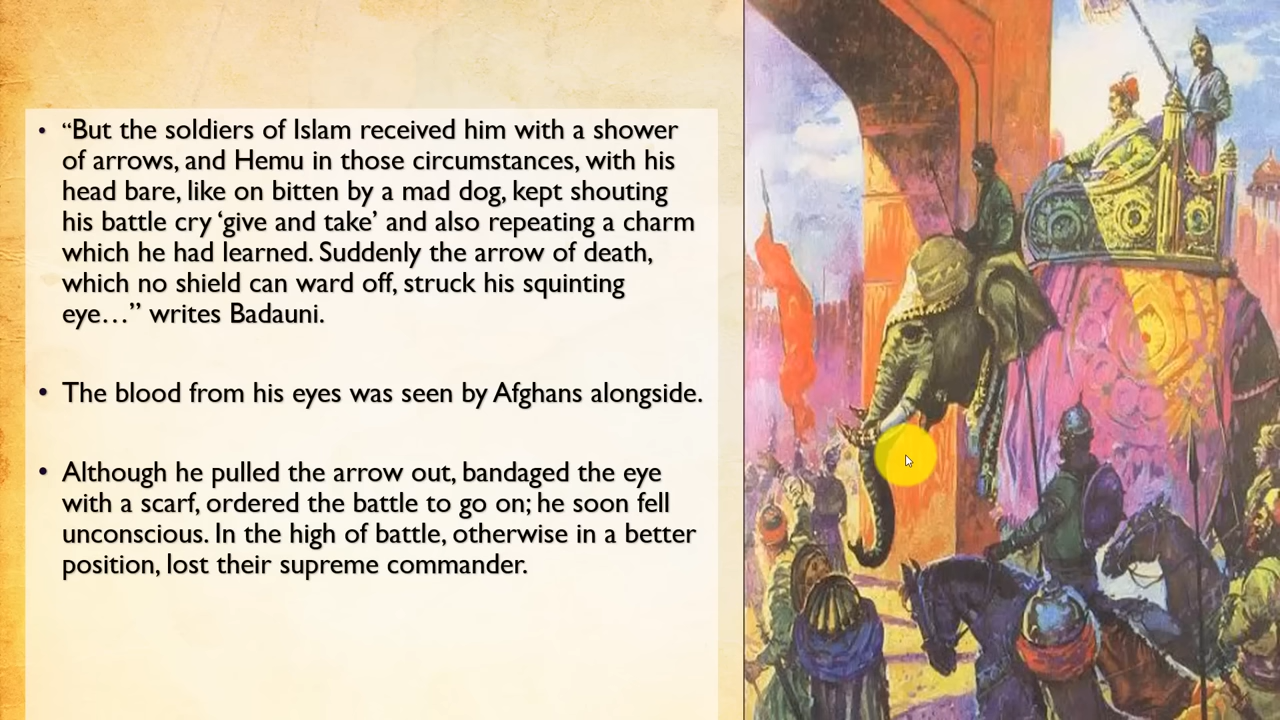 • “But the soldiers of Islam received him with a shower
of arrows, and Hemu in those circumstances, with his
head bare, like on bitten by a mad dog, kept shouting
his battle cry ‘give and take’ and also repeating a charm
which he had learned. Suddenly the arrow of death,
which no shield can ward off, struck his squinting
eye…” writes Badauni.
• The blood from his eyes was seen by Afghans alongside.
• Although he pulled the arrow out, bandaged the eye
with a scarf, ordered the battle to go on; he soon fell
unconscious. In the high of battle, otherwise in a better
position, lost their supreme commander.